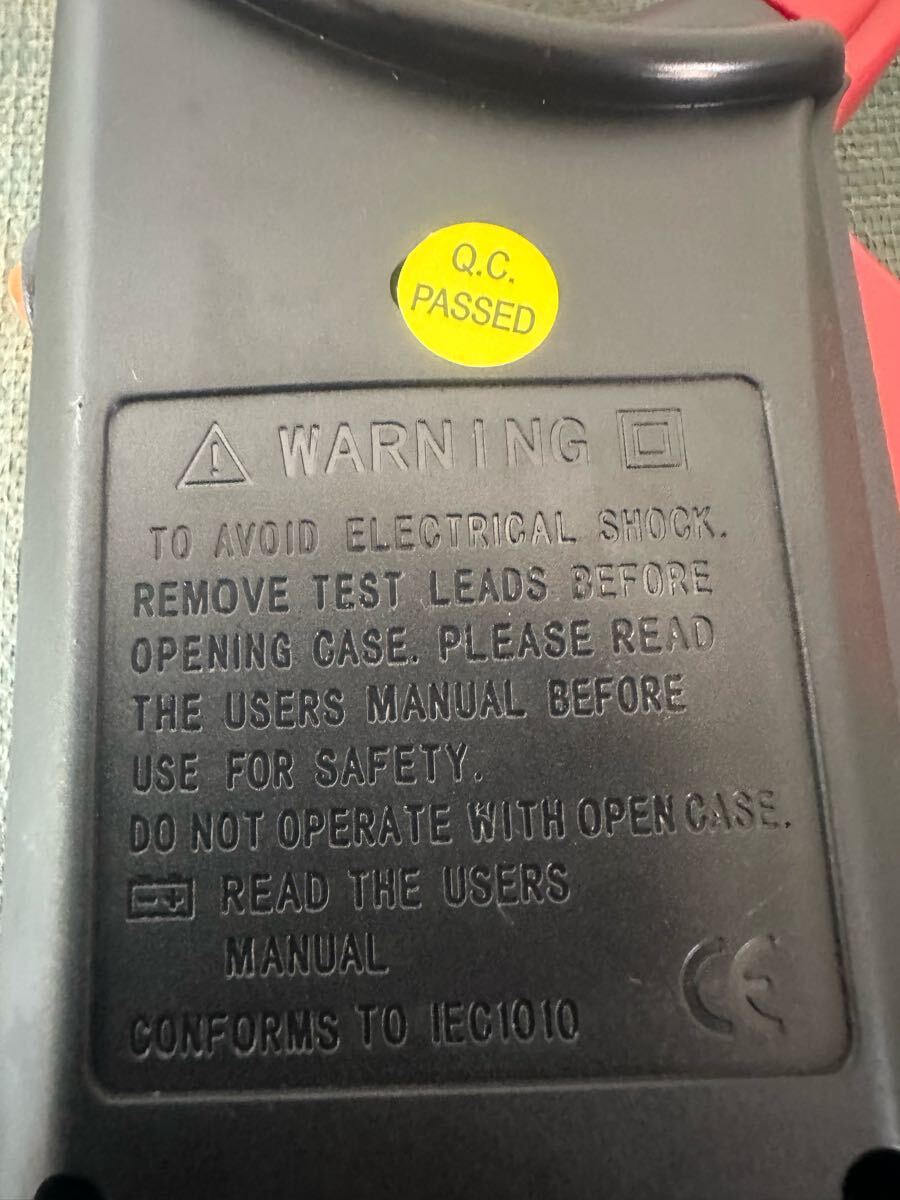 Q.C.
PASSED
WARNING
TO AVOID ELECTRICAL SHOCK.
REMOVE TEST LEADS BEFORE
OPENING CASE. PLEASE READ
THE USERS MANUAL BEFORE
USE FOR SAFETY.
DO NOT OPERATE WITH OPEN CASE.
READ THE USERS
MANUAL
CONFORMS TO IEC1010
CE